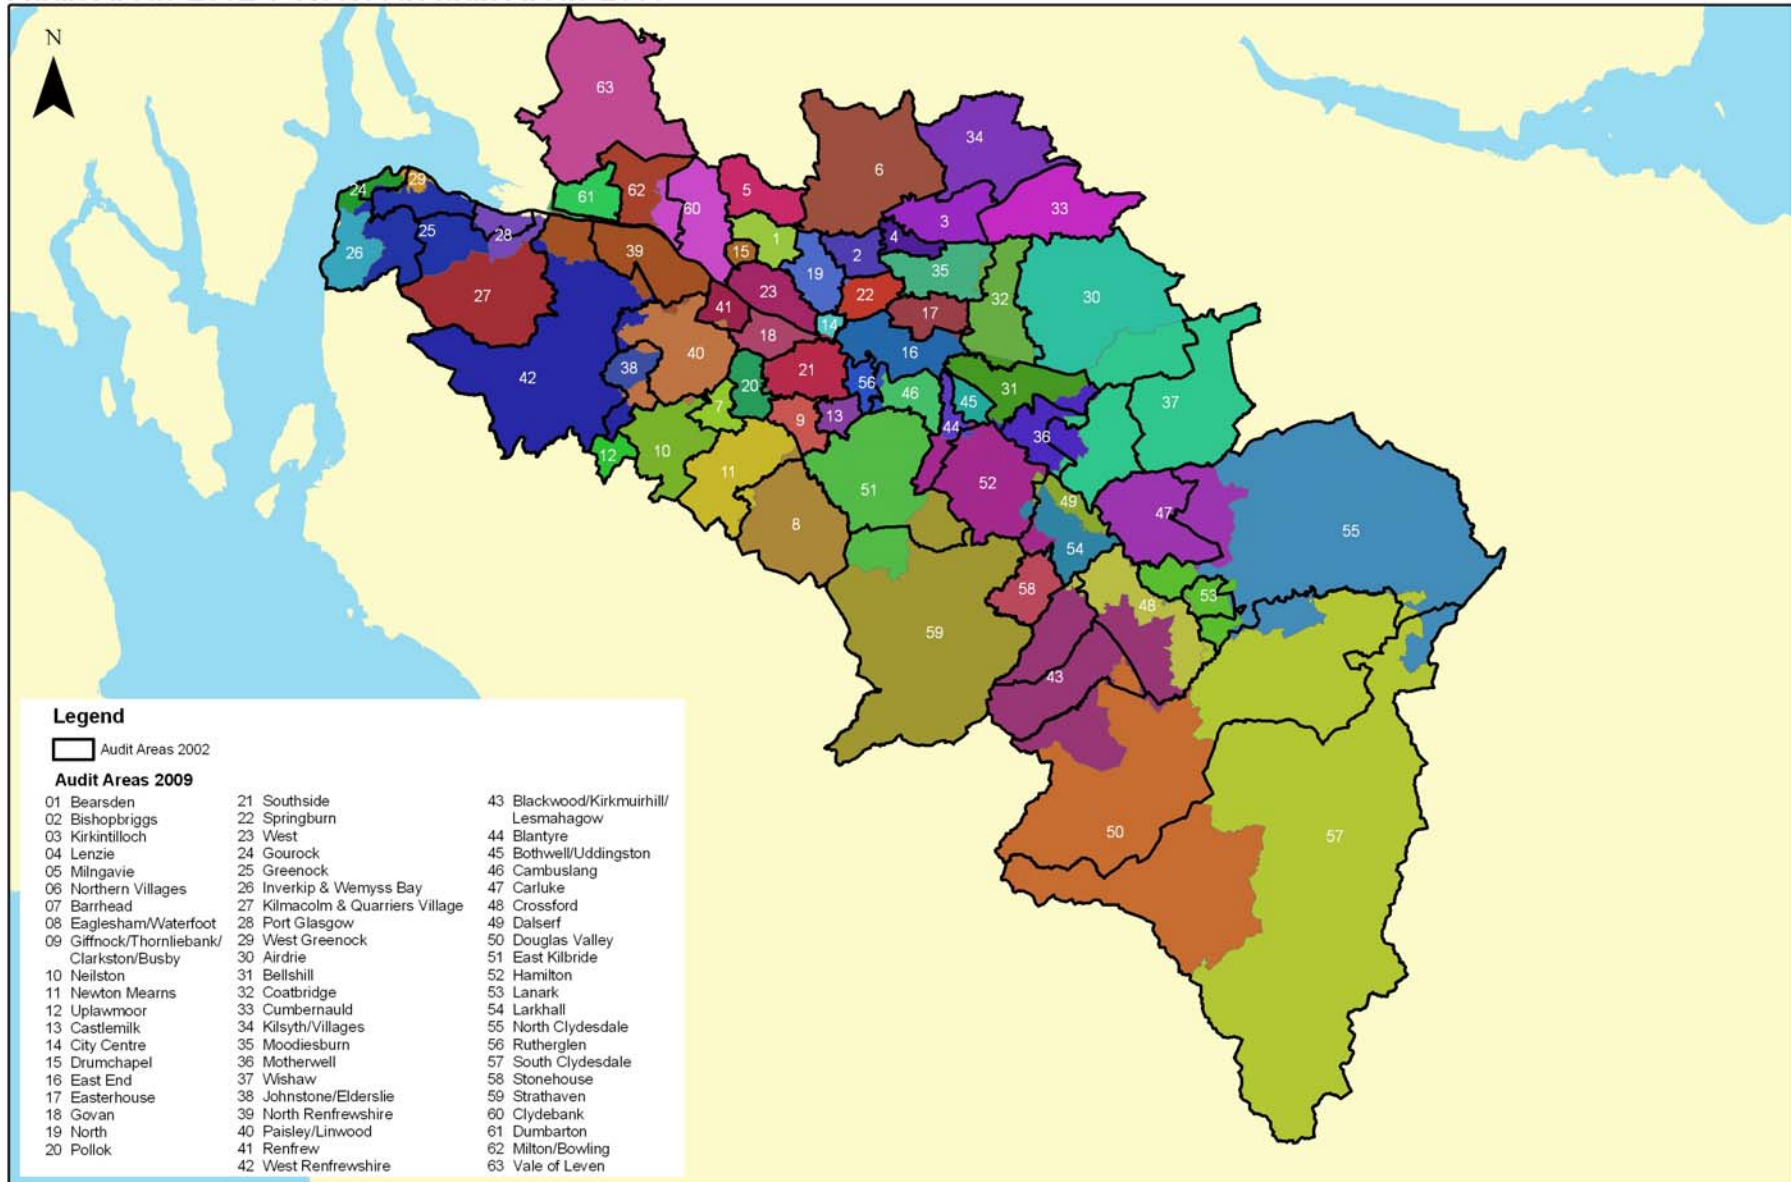 N
63
6
34
24
29
61
62
60
5
3
33
25
28
26
39
15
1
19
2
4
35
27
23
22
32
30
41
14
17
18
42
38
40
20
21
16
56
46
31
7
13
45
37
9
44
36
12
10
11
51
52
49
47
8
54
55
58
48
53
59
43
50
57
Legend
Audit Areas 2002
Audit Areas 2009
01 Bearsden
02 Bishopbriggs
03 Kirkintilloch
04 Lenzie
05 Milngavie
06 Northern Villages
07 Barrhead
08 Eaglesham/Waterfoot
09 Giffnock/Thornliebank/
Clarkston/Busby
10 Neilston
11 Newton Mearns
12 Uplawmoor
13 Castlemilk
14 City Centre
15 Drumchapel
16 East End
17 Easterhouse
18 Govan
19 North
20 Pollok
21 Southside
22 Springburn
23 West
24 Gourock
25 Greenock
26 Inverkip & Wemyss Bay
27 Kilmacolm & Quarriers Village
28 Port Glasgow
29 West Greenock
30 Airdrie
31 Bellshill
32 Coatbridge
33 Cumbernauld
34 Kilsyth/Villages
35 Moodiesburn
36 Motherwell
37 Wishaw
38 Johnstone/Elderslie
39 North Renfrewshire
40 Paisley/Linwood
41 Renfrew
42 West Renfrewshire
43 Blackwood/Kirkmuirhill/
Lesmahagow
44 Blantyre
45 Bothwell/Uddingston
46 Cambuslang
47 Carluke
48 Crossford
49 Dalserf
50 Douglas Valley
51 East Kilbride
52 Hamilton
53 Lanark
54 Larkhall
55 North Clydesdale
56 Rutherglen
57 South Clydesdale
58 Stonehouse
59 Strathaven
60 Clydebank
61 Dumbarton
62 Milton/Bowling
63 Vale of Leven